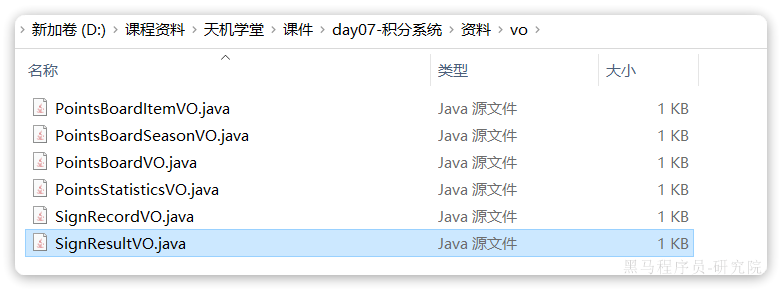 新加卷 (D:) › 课程资料 › 天机学堂 › 课件 › day07-积分系统 › 资料 › vo ›
名称 类型 大小
PointsBoardItemVO.java Java 源文件 1 KB
PointsBoardSeasonVO.java Java 源文件 1 KB
PointsBoardVO.java Java 源文件 1 KB
PointsStatisticsVO.java Java 源文件 1 KB
SignRecordVO.java Java 源文件 1 KB
SignResultVO.java Java 源文件 1 KB
黑马程序员-研究院